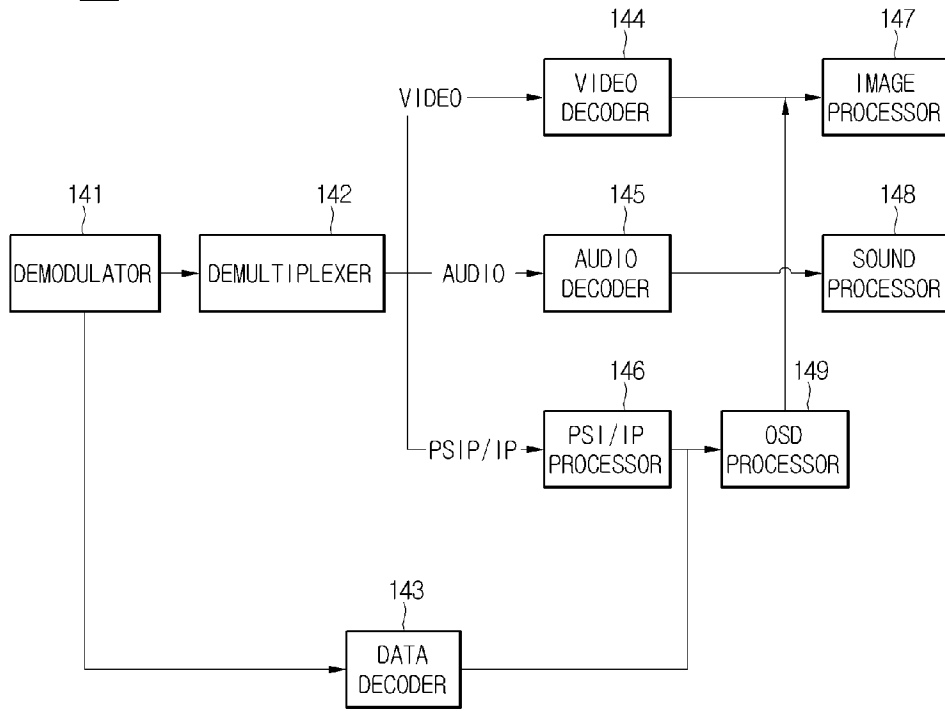 144
147
VIDEO
VIDEO
DECODER
IMAGE
PROCESSOR
141
142
145
148
DEMODULATOR
DEMULTIPLEXER
AUDIO
AUDIO
DECODER
SOUND
PROCESSOR
146
149
PSIP/IP
PSI/IP
PROCESSOR
OSD
PROCESSOR
143
DATA
DECODER